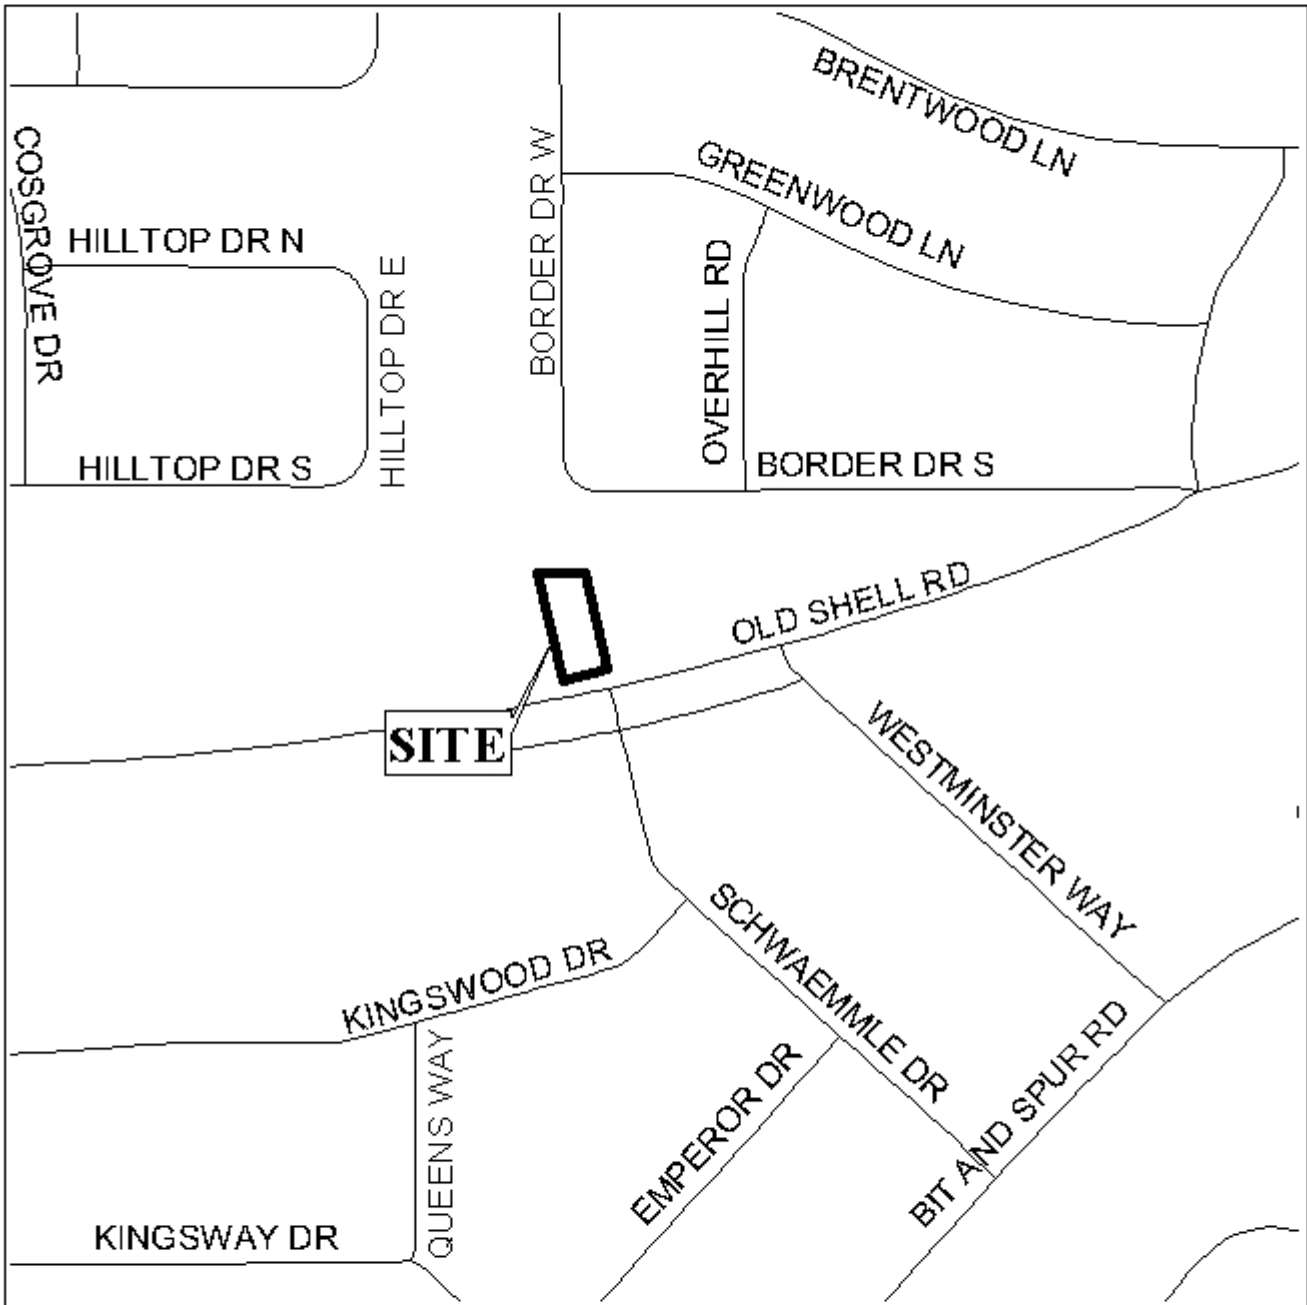 BRENTWOOD LN
COSGROVE DR
GREENWOOD LN
BORDER DR W
HILLTOP DR N
HILLTOP DR E
OVERHILL RD
HILLTOP DR S
BORDER DR S
OLD SHELL RD
SITE
WESTMINSTER WAY
SCHWAEMMLE DR
KINGSWOOD DR
QUEENS WAY
EMPEROR DR
BIT AND SPUR RD
KINGSWAY DR